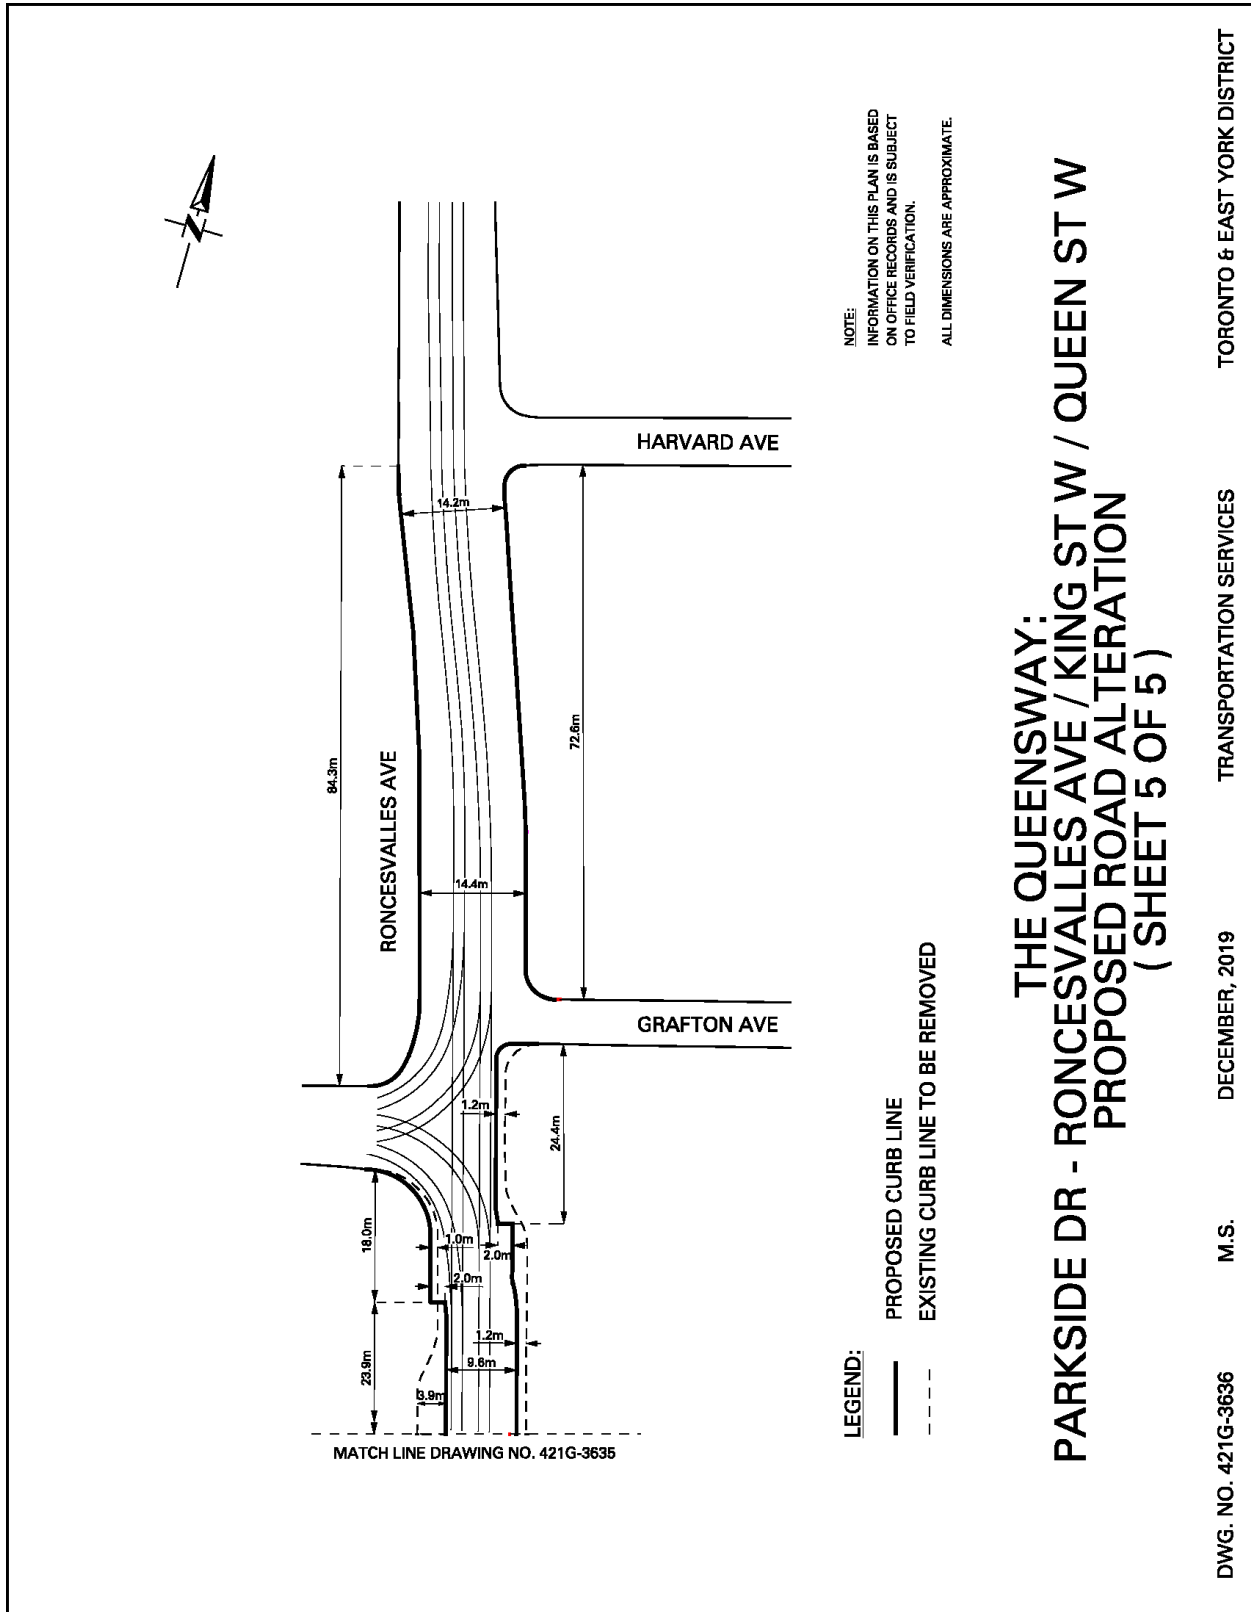 NOTE:
INFORMATION ON THIS PLAN IS BASED
ON OFFICE RECORDS AND IS SUBJECT
TO FIELD VERIFICATION.
ALL DIMENSIONS ARE APPROXIMATE.
N
HARVARD AVE
14.2m
84.3m
72.6m
RONCESVALLES AVE
14.4m
GRAFTON AVE
1.2m
24.4m
18.0m
1.0m
2.0m
2.0m
1.2m
23.9m
9.6m
3.9m
MATCH LINE DRAWING NO. 421G-3635
LEGEND:
PROPOSED CURB LINE
EXISTING CURB LINE TO BE REMOVED
THE QUEENSWAY:
PARKSIDE DR - RONCESVALLES AVE / KING ST W / QUEEN ST W
PROPOSED ROAD ALTERATION
( SHEET 5 OF 5 )
DWG. NO. 421G-3636 M.S. DECEMBER, 2019 TRANSPORTATION SERVICES TORONTO & EAST YORK DISTRICT